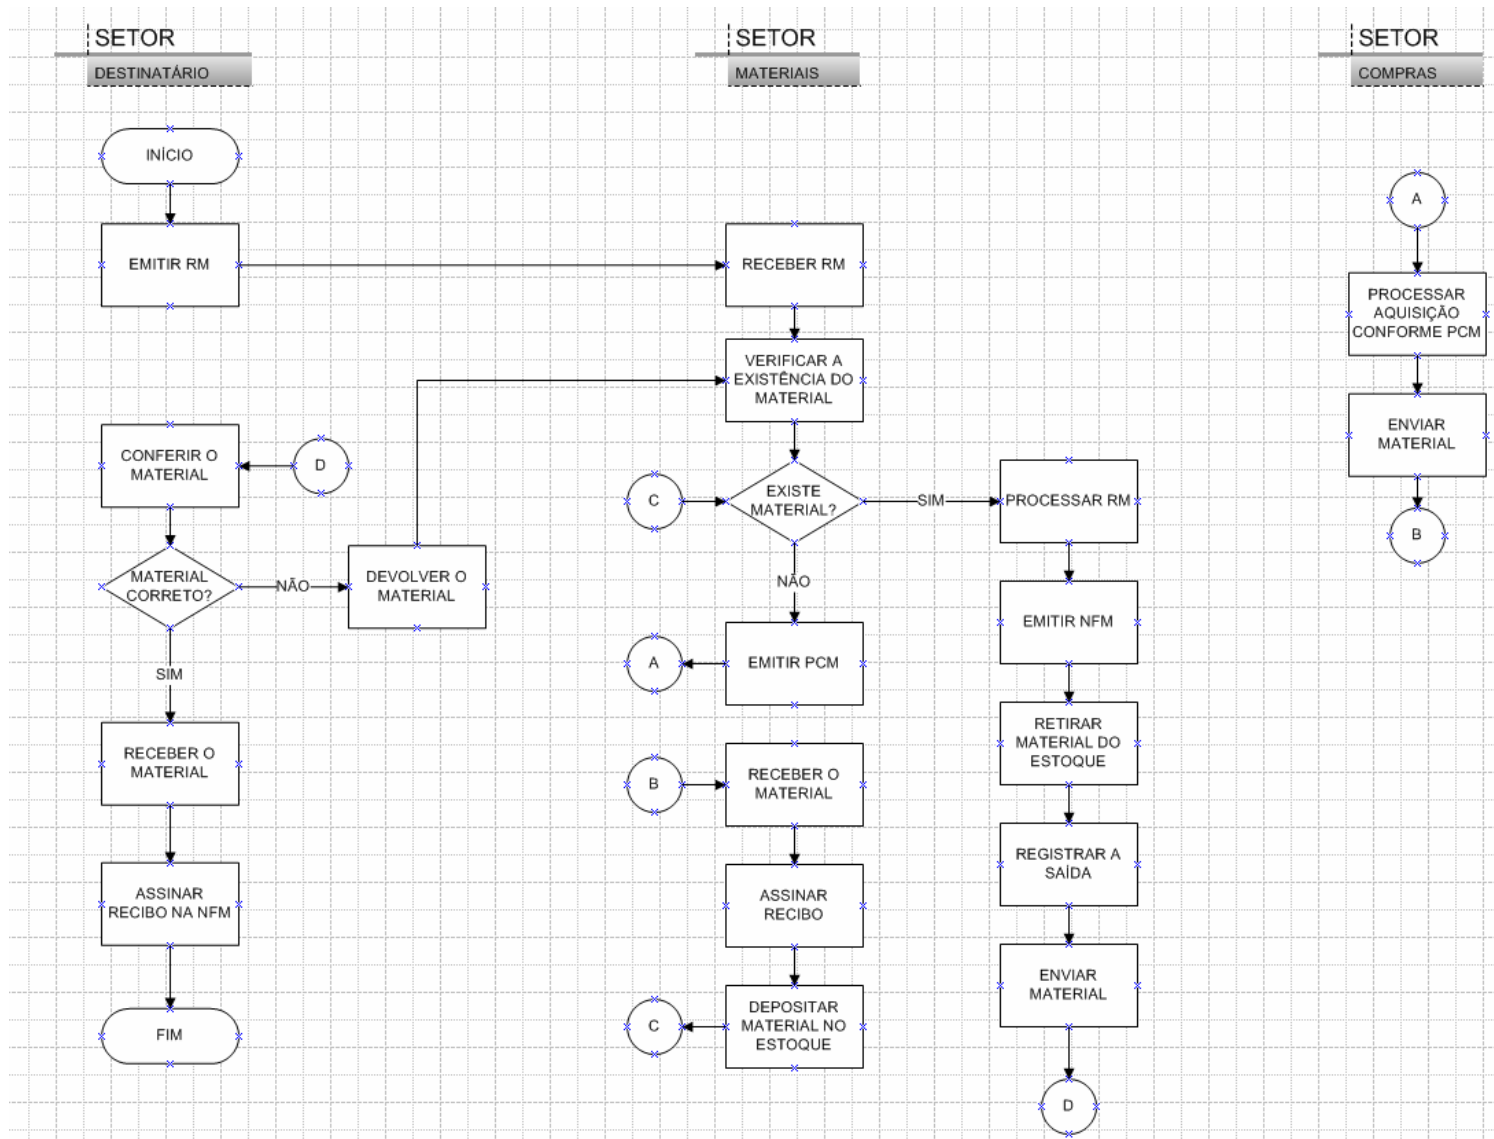 SETOR
DESTINATÁRIO
INÍCIO
EMITIR RM
CONFERIR O
MATERIAL
D
MATERIAL
CORRETO?
NÃO
DEVOLVER O
MATERIAL
SIM
RECEBER O
MATERIAL
ASSINAR
RECIBO NA NFM
FIM
SETOR
MATERIAIS
RECEBER RM
VERIFICAR A
EXISTÊNCIA DO
MATERIAL
C
EXISTE
MATERIAL?
SIM
PROCESSAR RM
NÃO
EMITIR NFM
A
EMITIR PCM
RETIRAR
MATERIAL DO
ESTOQUE
B
RECEBER O
MATERIAL
REGISTRAR A
SAÍDA
ASSINAR
RECIBO
ENVIAR
MATERIAL
C
DEPOSITAR
MATERIAL NO
ESTOQUE
D
SETOR
COMPRAS
A
PROCESSAR
AQUISIÇÃO
CONFORME PCM
ENVIAR
MATERIAL
B